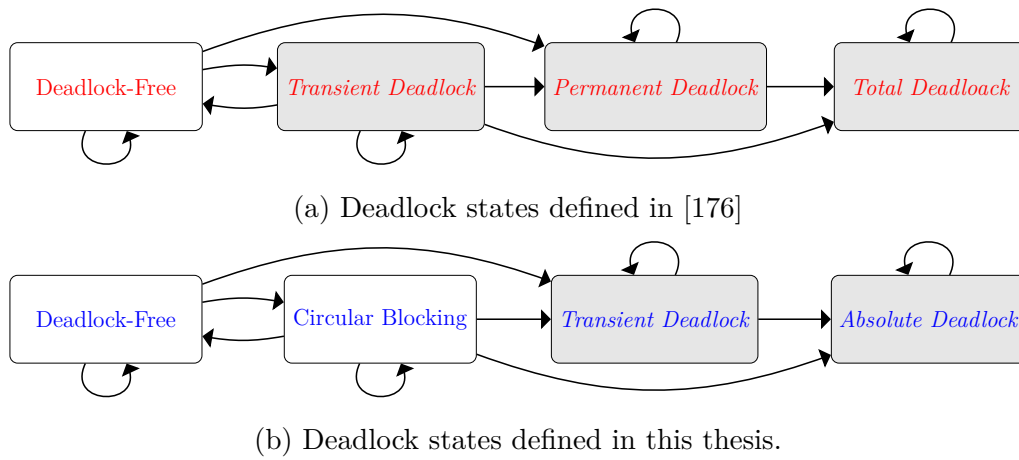 Deadlock-Free
Transient Deadlock
Permanent Deadlock
Total Deadloack
(a) Deadlock states defined in [176]
Deadlock-Free
Circular Blocking
Transient Deadlock
Absolute Deadlock
(b) Deadlock states defined in this thesis.